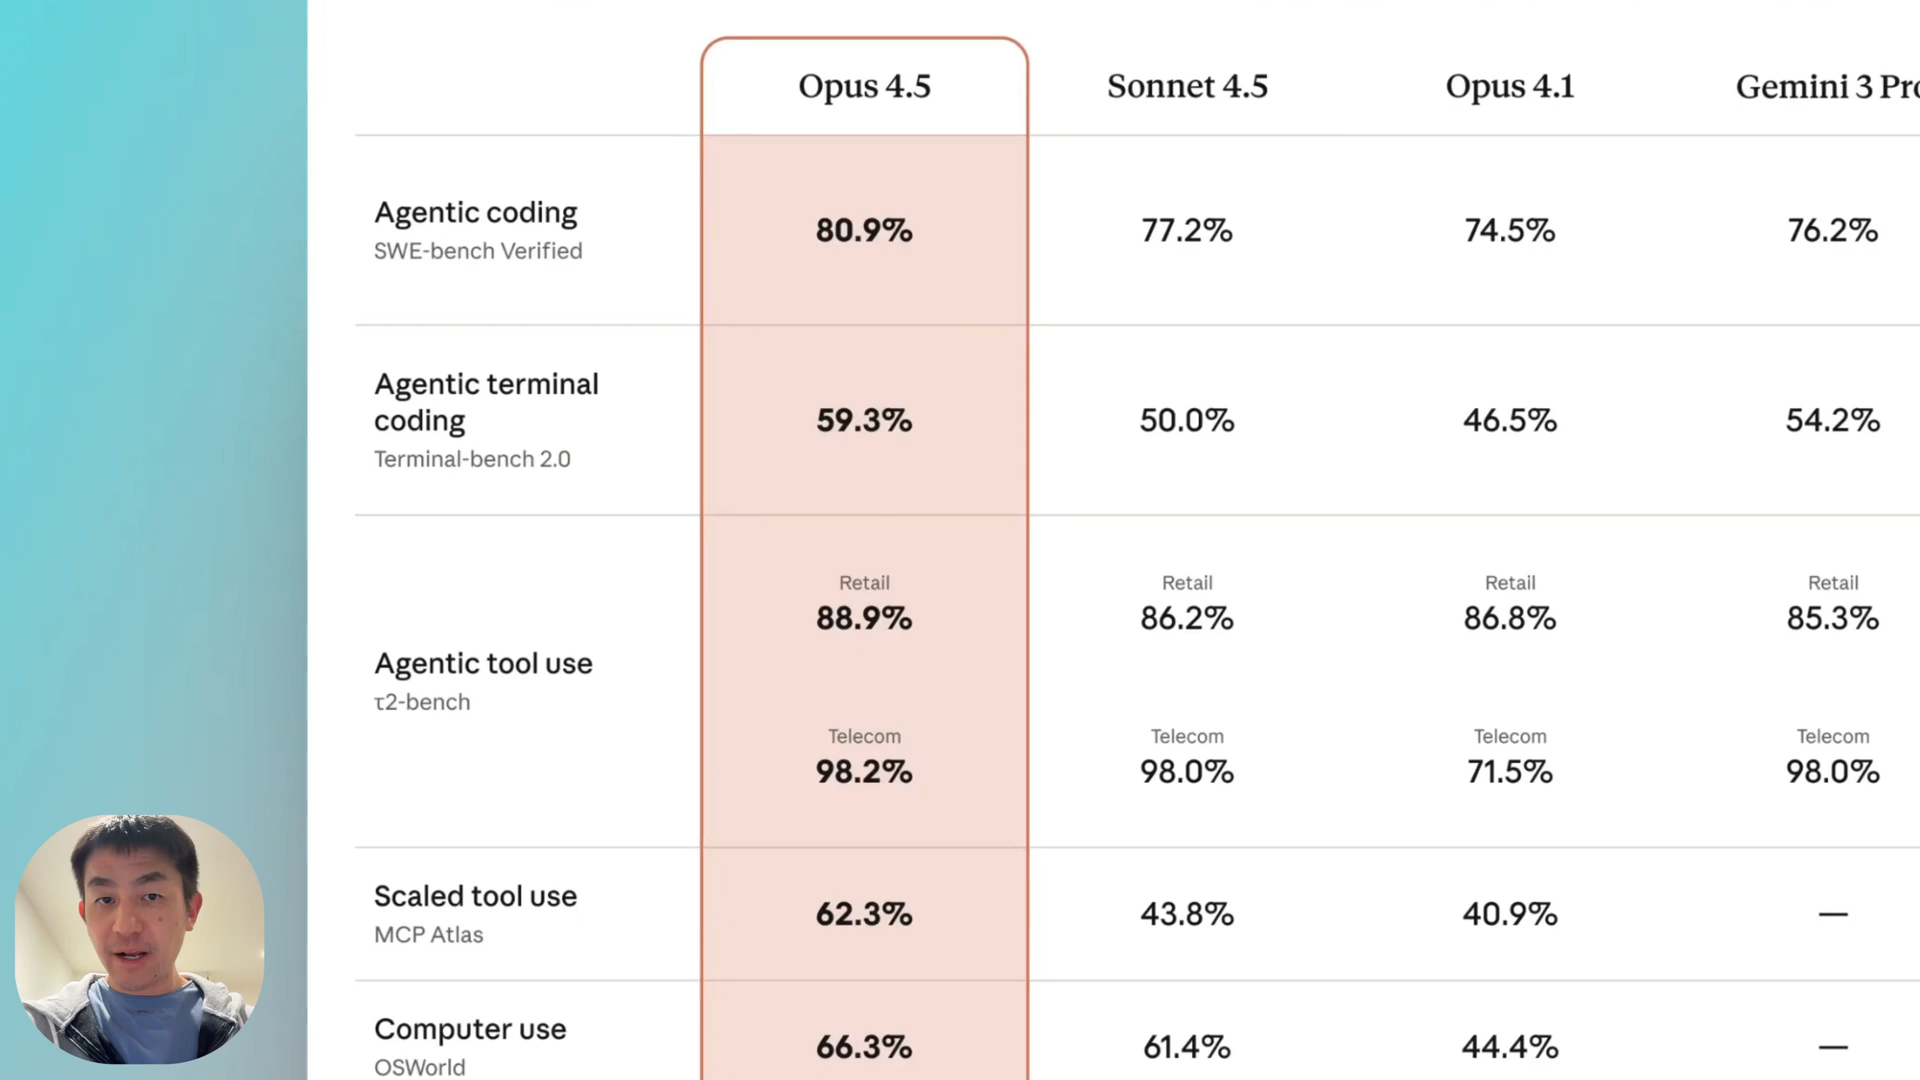 Opus 4.5 Sonnet 4.5 Opus 4.1 Gemini 3 Pro
Agentic coding
SWE-bench Verified
80.9% 77.2% 74.5% 76.2%
Agentic terminal
coding
Terminal-bench 2.0
59.3% 50.0% 46.5% 54.2%
Agentic tool use
τ2-bench
Retail Retail Retail Retail
88.9% 86.2% 86.8% 85.3%
Telecom Telecom Telecom Telecom
98.2% 98.0% 71.5% 98.0%
Scaled tool use
MCP Atlas
62.3% 43.8% 40.9% —
Computer use
OSWorld
66.3% 61.4% 44.4% —